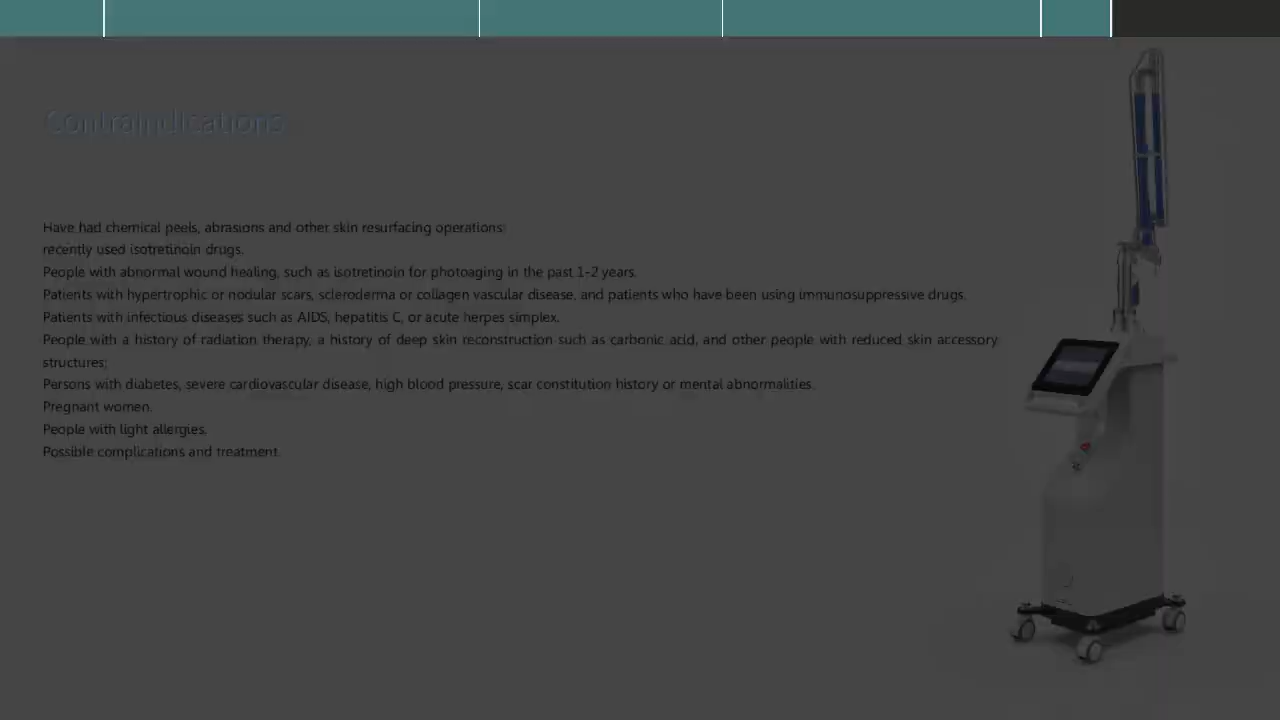 Contraindications
Have had chemical peels, abrasions and other skin resurfacing operations;
recently used isotretinoin drugs.
People with abnormal wound healing, such as isotretinoin for photoaging in the past 1-2 years.
Patients with hypertrophic or nodular scars, scleroderma or collagen vascular disease, and patients who have been using immunosuppressive drugs.
Patients with infectious diseases such as AIDS, hepatitis C, or acute herpes simplex.
People with a history of radiation therapy, a history of deep skin reconstruction such as carbonic acid, and other people with reduced skin accessory
structures;
Persons with diabetes, severe cardiovascular disease, high blood pressure, scar constitution history or mental abnormalities.
Pregnant women.
People with light allergies.
Possible complications and treatment.